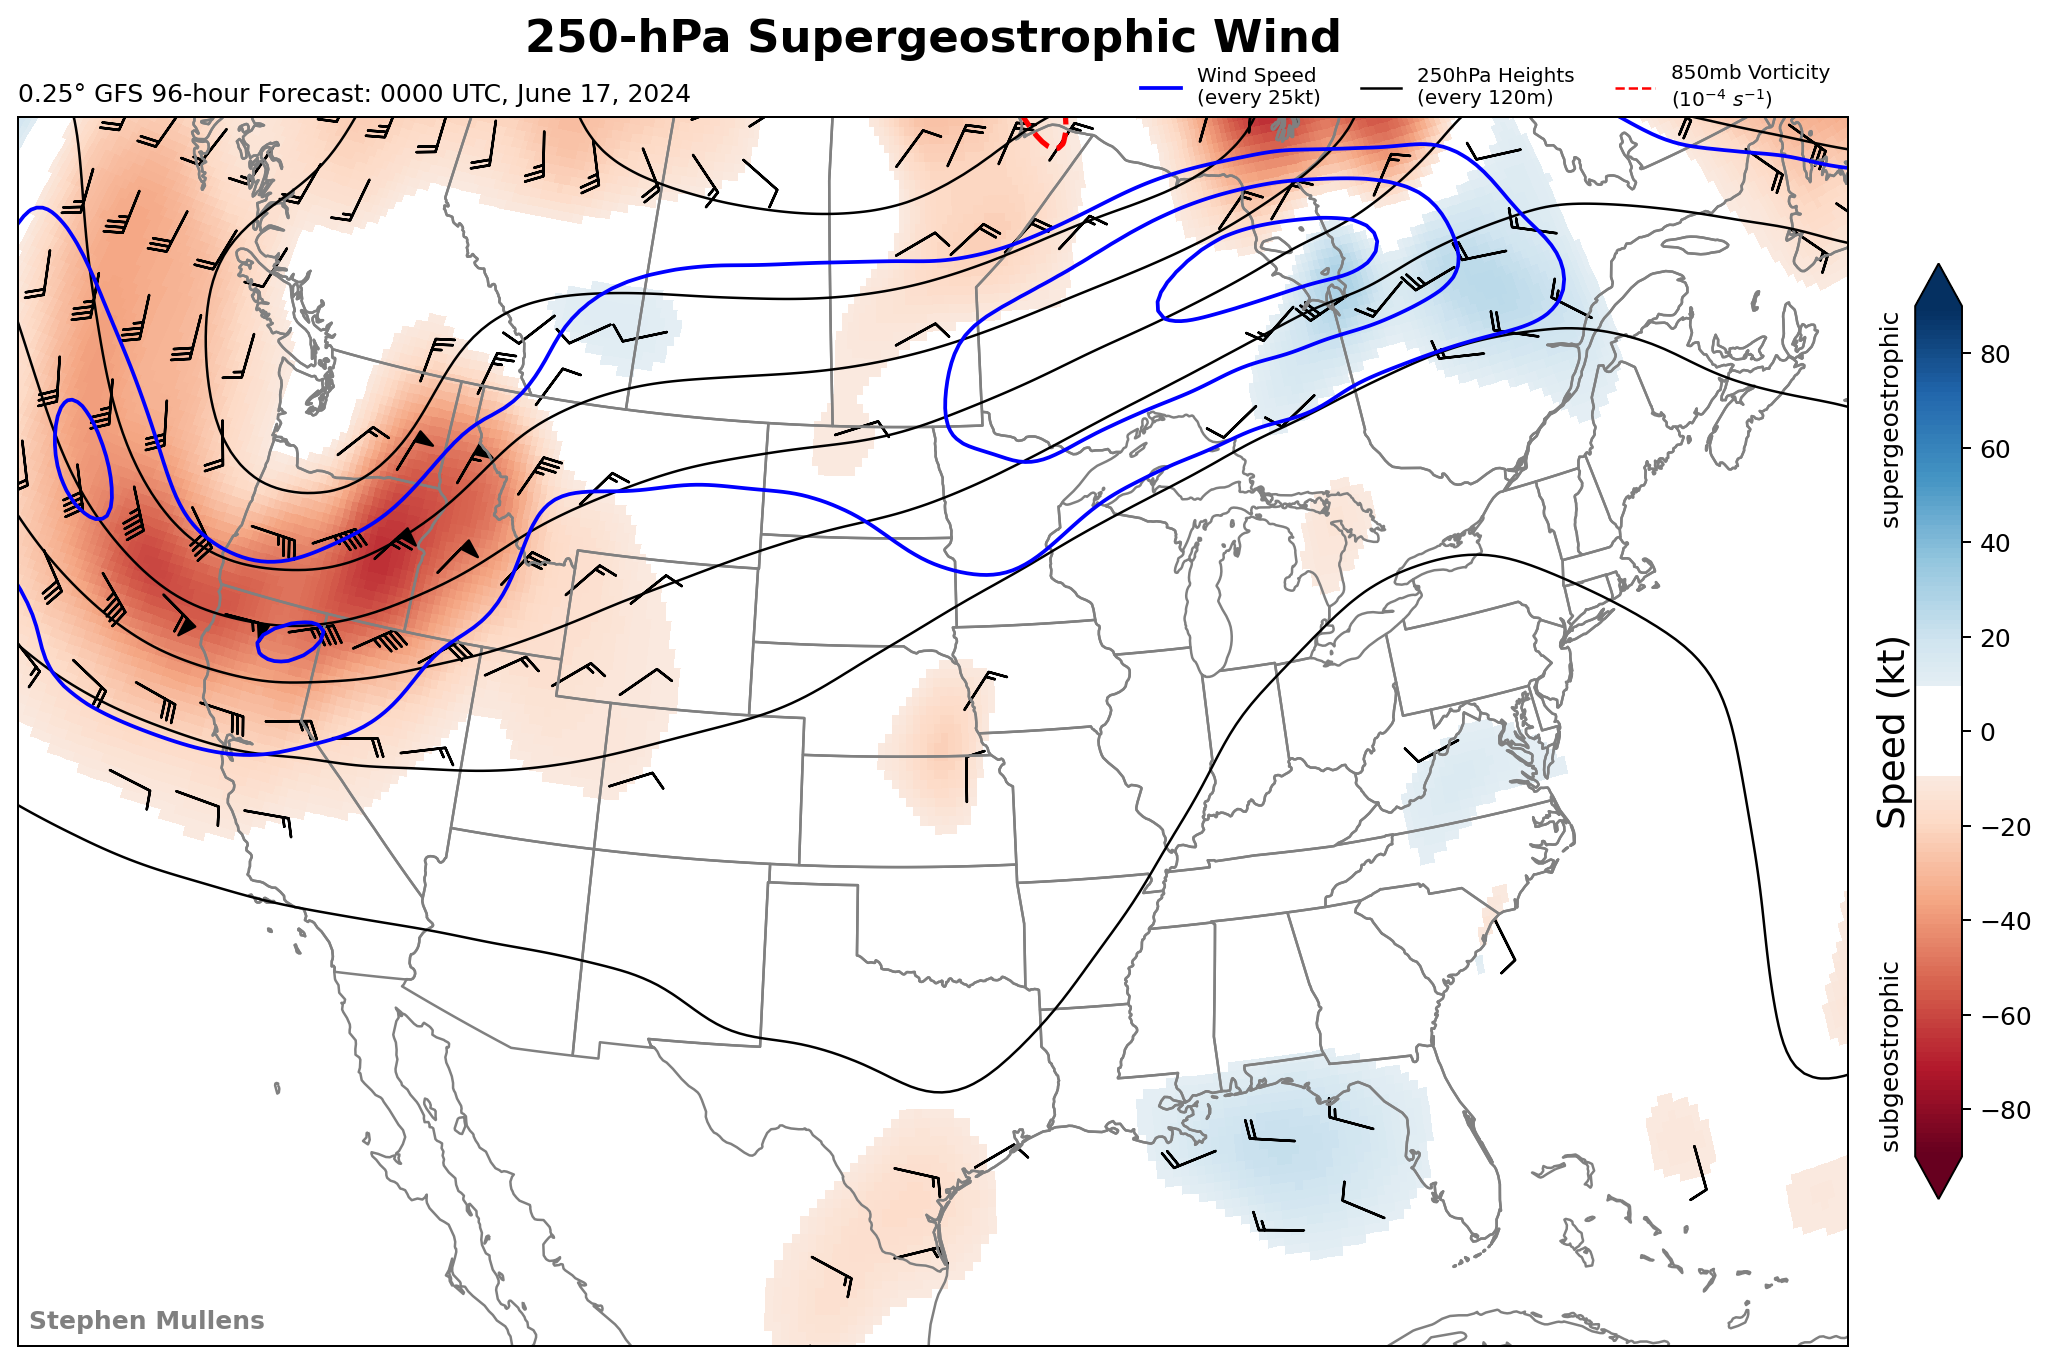 250-hPa Supergeostrophic Wind
0.25° GFS 96-hour Forecast: 0000 UTC, June 17, 2024
Wind Speed
(every 25kt)
250hPa Heights
(every 120m)
850mb Vorticity
(10⁻⁴ s⁻¹)
supergeostrophic
Speed (kt)
subgeostrophic
80
60
40
20
0
−20
−40
−60
−80
Stephen Mullens